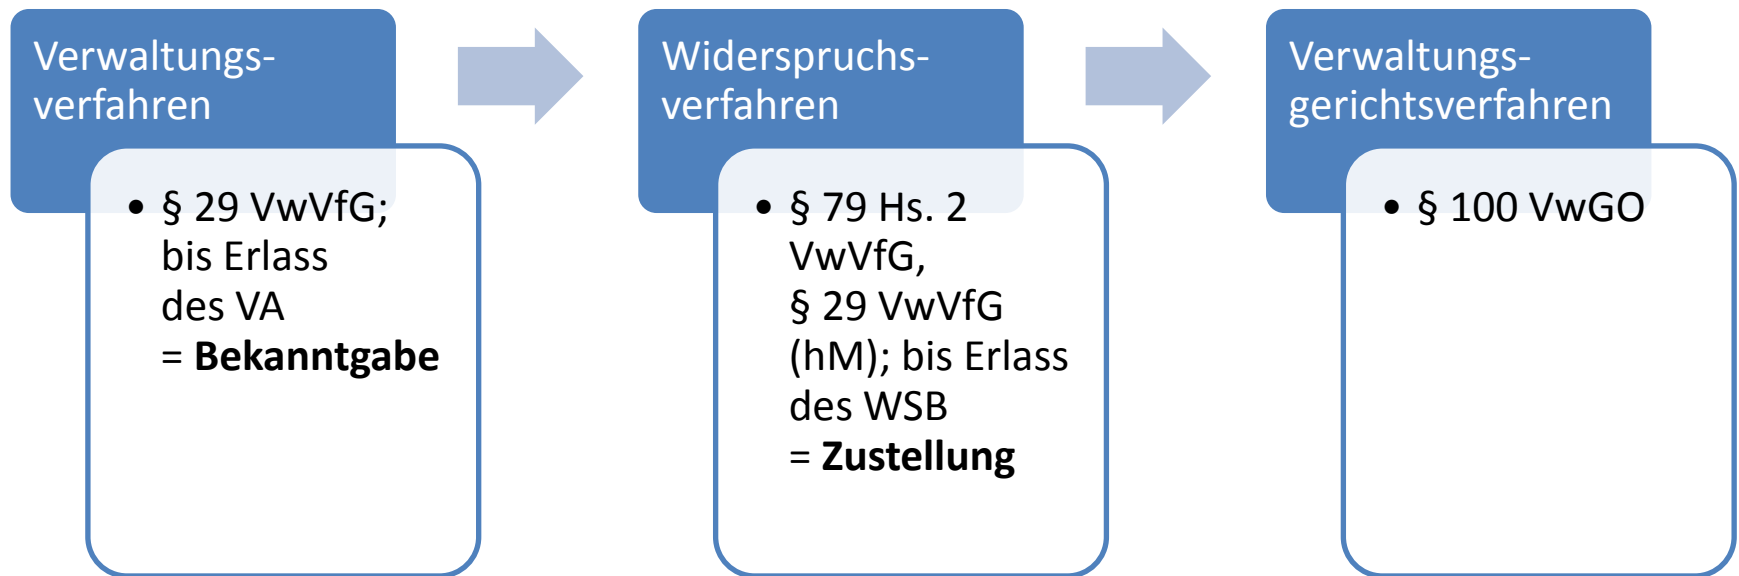 Verwaltungs-
verfahren
• § 29 VwVfG;
bis Erlass
des VA
= Bekanntgabe
Widerspruchs-
verfahren
• § 79 Hs. 2
VwVfG,
§ 29 VwVfG
(hM); bis Erlass
des WSB
= Zustellung
Verwaltungs-
gerichtsverfahren
• § 100 VwGO